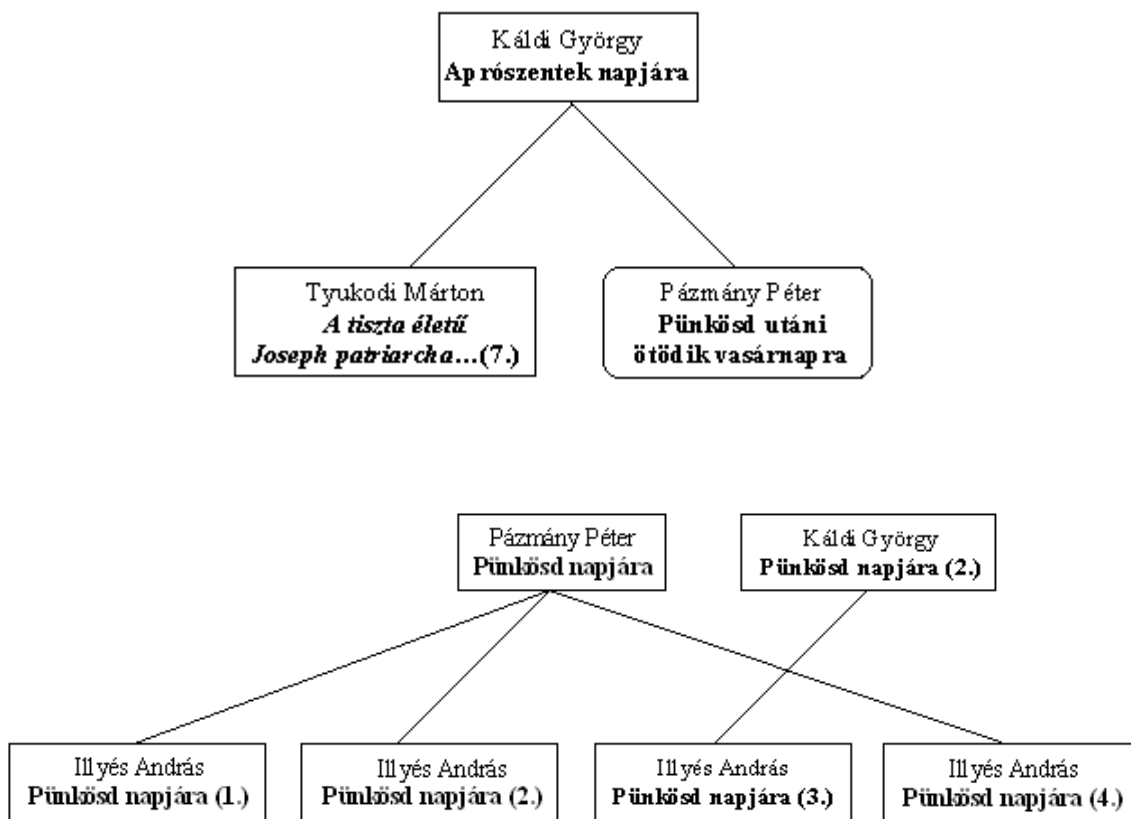 Káldi György
Aprószentek napjára
Tyukodi Márton
A tiszta életű
Joseph patriarcha...(7.)
Pázmány Péter
Pünkösd utáni
ötödik vasárnapra
Pázmány Péter
Pünkösd napjára
Káldi György
Pünkösd napjára (2.)
Illyés András
Pünkösd napjára (1.)
Illyés András
Pünkösd napjára (2.)
Illyés András
Pünkösd napjára (3.)
Illyés András
Pünkösd napjára (4.)